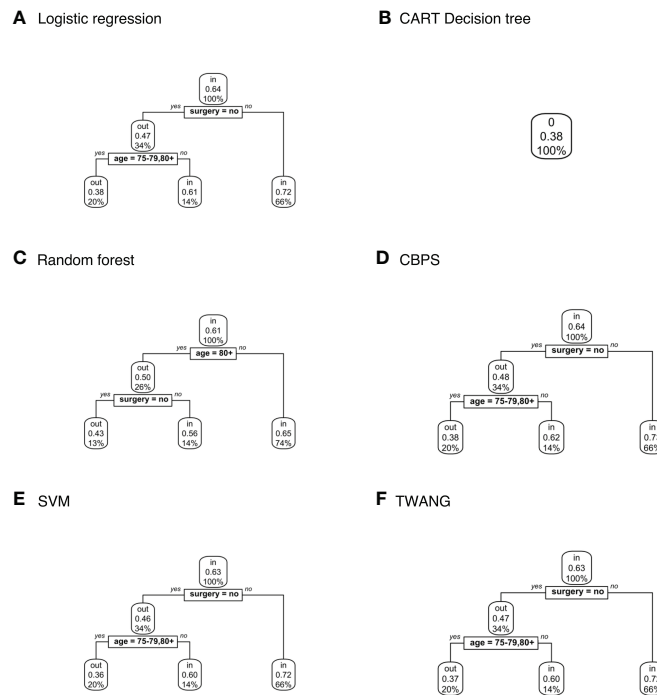 A Logistic regression
in
0.64
100%
yes surgery = no no
out
0.47
34%
yes age = 75-79,80+ no
out
0.38
20%
in
0.61
14%
in
0.72
66%
B CART Decision tree
0
0.38
100%
C Random forest
in
0.61
100%
yes age = 80+ no
out
0.50
26%
yes surgery = no no
out
0.43
13%
in
0.56
14%
in
0.65
74%
D CBPS
in
0.64
100%
yes surgery = no no
out
0.48
34%
yes age = 75-79,80+ no
out
0.38
20%
in
0.62
14%
in
66%
E SVM
in
0.63
100%
yes surgery = no no
out
0.46
34%
yes age = 75-79,80+ no
out
0.36
20%
in
0.60
14%
in
0.72
66%
F TWANG
in
0.63
100%
yes surgery = no no
out
0.47
34%
yes age = 75-79,80+ no
out
0.37
20%
in
0.60
14%
in
66%